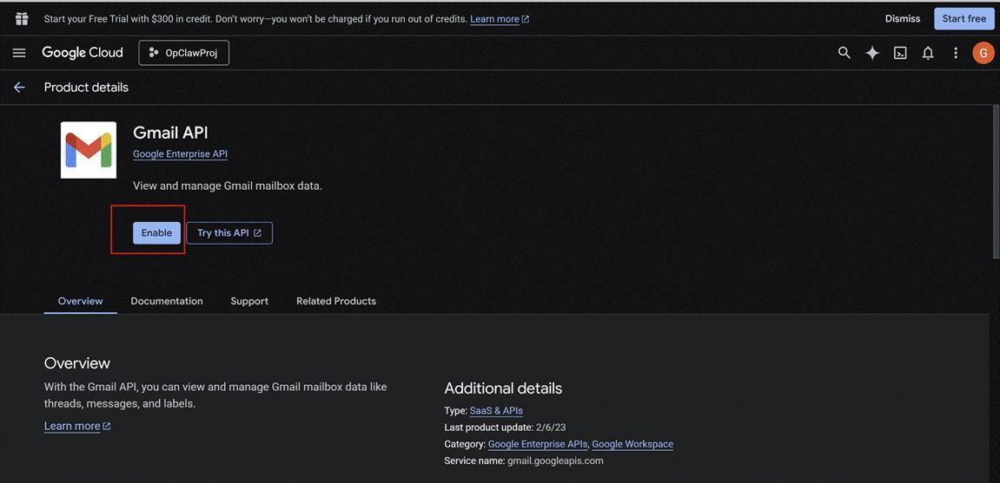 Start your Free Trial with $300 in credit. Don't worry—you won't be charged if you run out of credits. Learn more
Dismiss
Start free
Google Cloud
OpClawProj
G
Product details
Gmail API
Google Enterprise API
View and manage Gmail mailbox data.
Enable
Try this API
Overview
Documentation
Support
Related Products
Overview
With the Gmail API, you can view and manage Gmail mailbox data like
threads, messages, and labels.
Learn more
Additional details
Type: SaaS & APIs
Last product update: 2/6/23
Category: Google Enterprise APIs, Google Workspace
Service name: gmail.googleapis.com